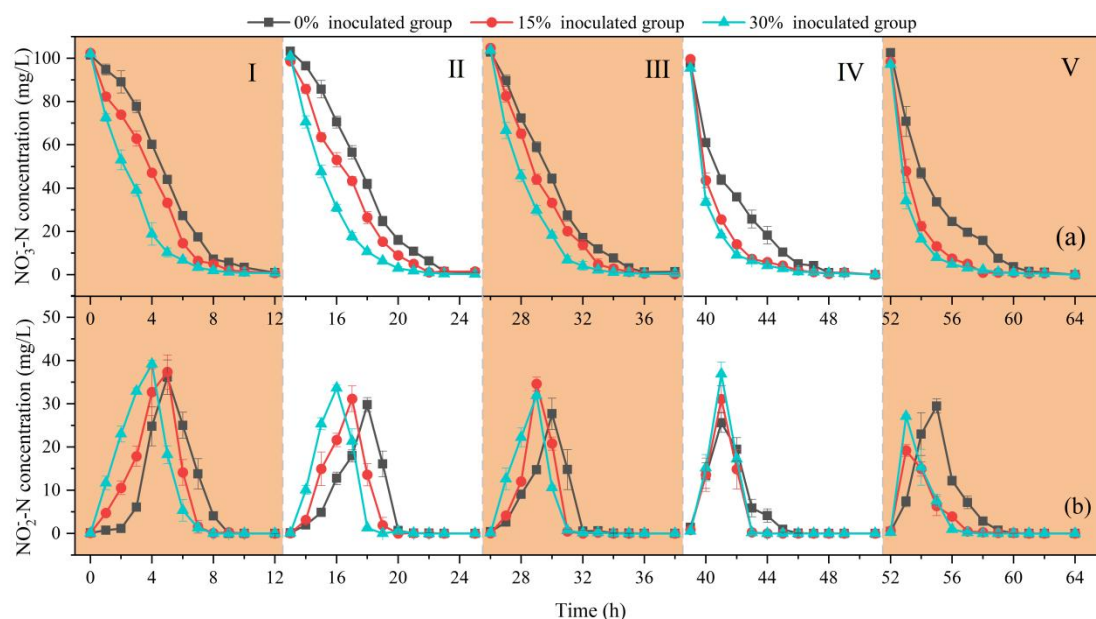 0% inoculated group 15% inoculated group 30% inoculated group
NO₃⁻-N concentration (mg/L)
100
80
60
40
20
0
I II III IV V
(a)
0 4 8 12 16 20 24 28 32 36 40 44 48 52 56 60 64
NO₂⁻-N concentration (mg/L)
50
40
30
20
10
0
(b)
0 4 8 12 16 20 24 28 32 36 40 44 48 52 56 60 64
Time (h)